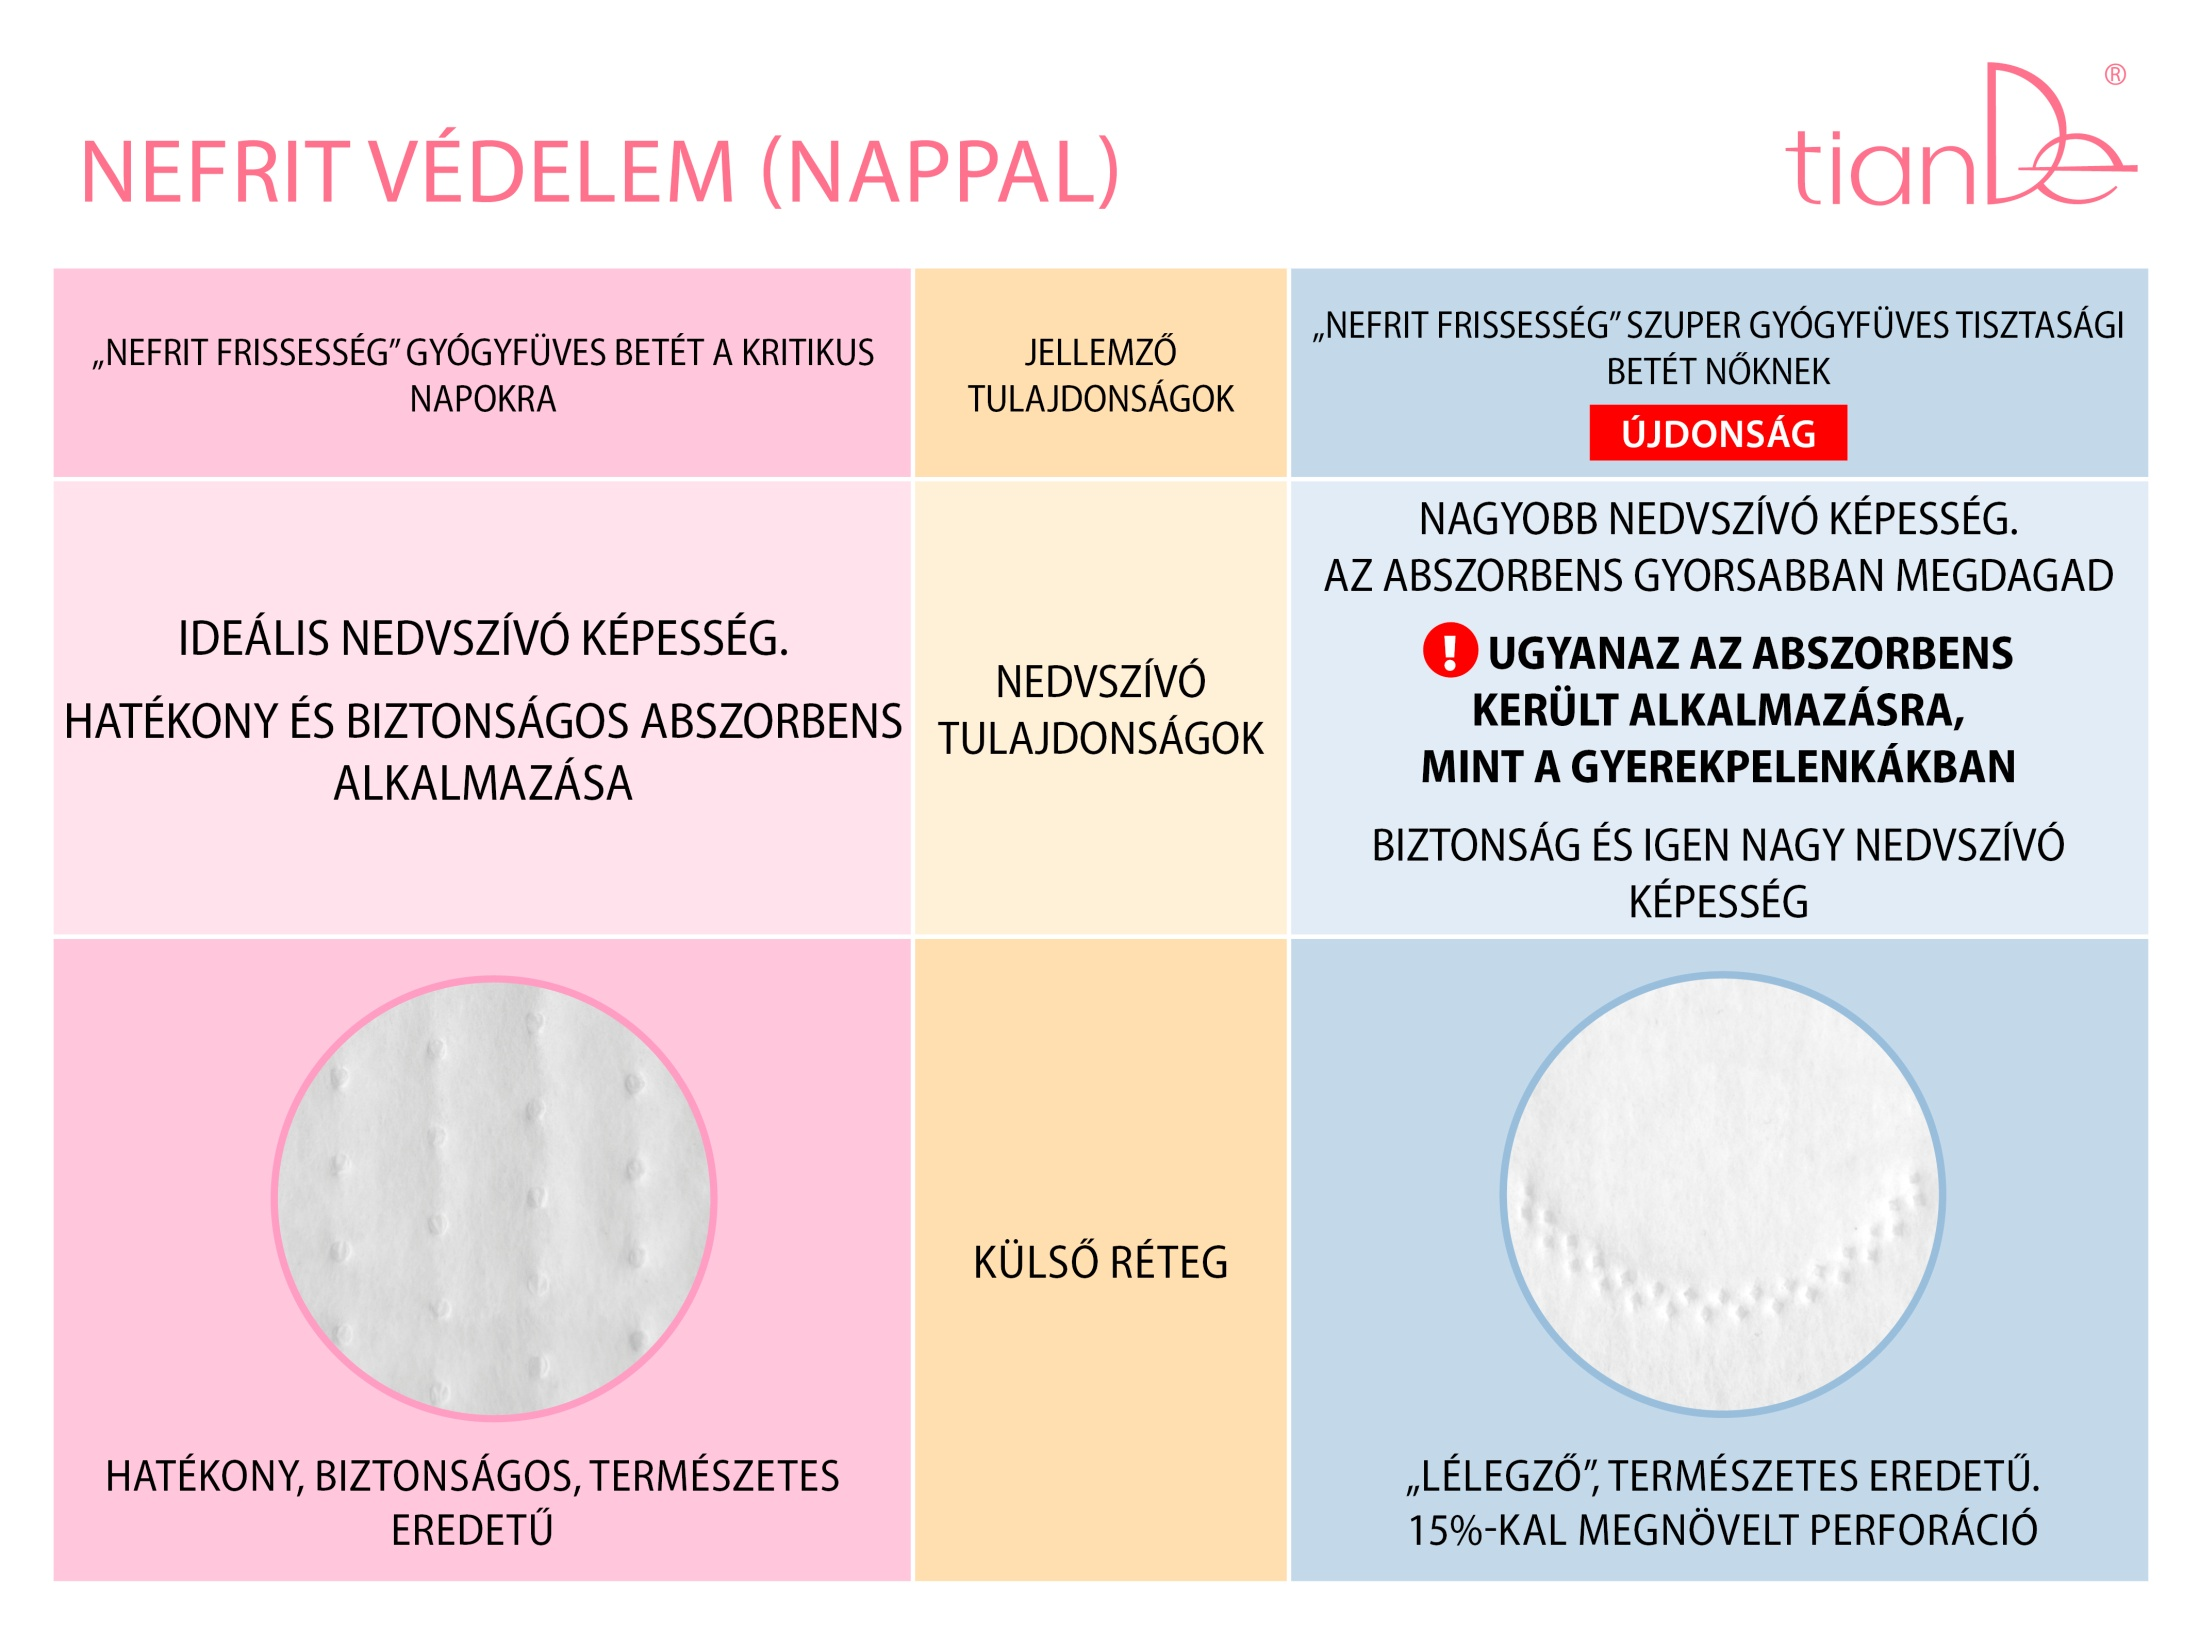 NEFRIT VÉDELEM (NAPPAL)
tianDe®
„NEFRIT FRISSESSÉG” GYÓGYFÜVES BETÉT A KRITIKUS
NAPOKRA
JELLEMZŐ
TULAJDONSÁGOK
„NEFRIT FRISSESSÉG” SZUPER GYÓGYFÜVES TISZTASÁGI
BETÉT NŐKNEK
ÚJDONSÁG
IDEÁLIS NEDVSZÍVÓ KÉPESSÉG.
HATÉKONY ÉS BIZTONSÁGOS ABSZORBENS
ALKALMAZÁSA
NEDVSZÍVÓ
TULAJDONSÁGOK
NAGYOBB NEDVSZÍVÓ KÉPESSÉG.
AZ ABSZORBENS GYORSABBAN MEGDAGAD
! UGYANAZ AZ ABSZORBENS
KERÜLT ALKALMAZÁSRA,
MINT A GYEREKPELENKÁKBAN
BIZTONSÁG ÉS IGEN NAGY NEDVSZÍVÓ
KÉPESSÉG
HATÉKONY, BIZTONSÁGOS, TERMÉSZETES
EREDETŰ
KÜLSŐ RÉTEG
„LÉLEGZŐ”, TERMÉSZETES EREDETŰ.
15%-KAL MEGNÖVELT PERFORÁCIÓ